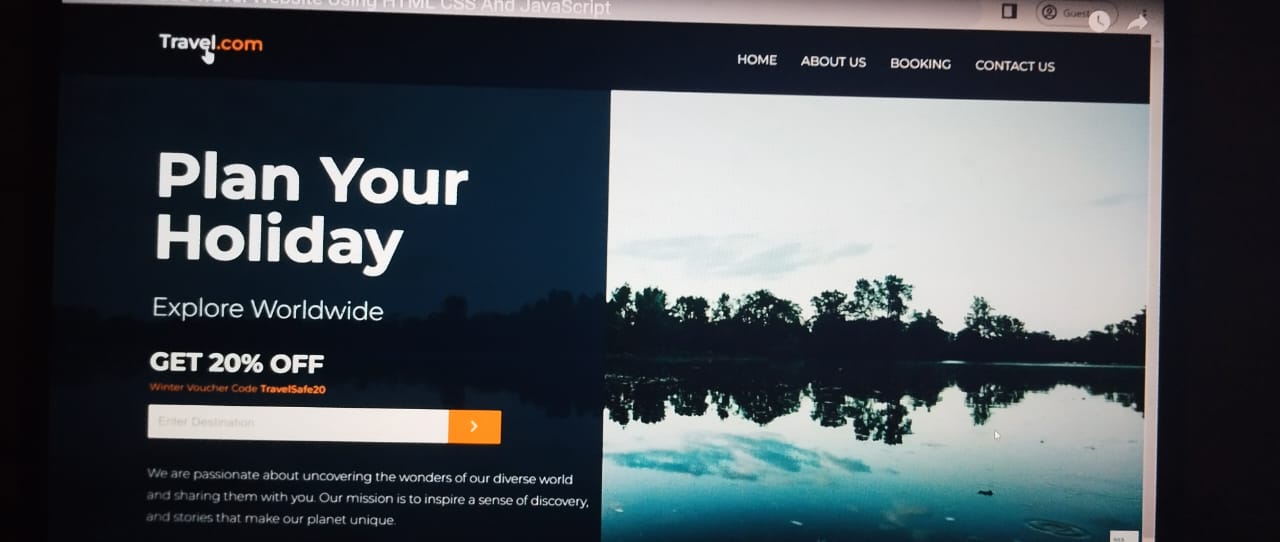 Website Using HTML CSS And JavaScript
Travel.com
HOME ABOUT US BOOKING CONTACT US
Plan Your
Holiday
Explore Worldwide
GET 20% OFF
Winter Voucher Code TravelSafe20
Enter Destination
We are passionate about uncovering the wonders of our diverse world
and sharing them with you. Our mission is to inspire a sense of discovery,
and stories that make our planet unique.